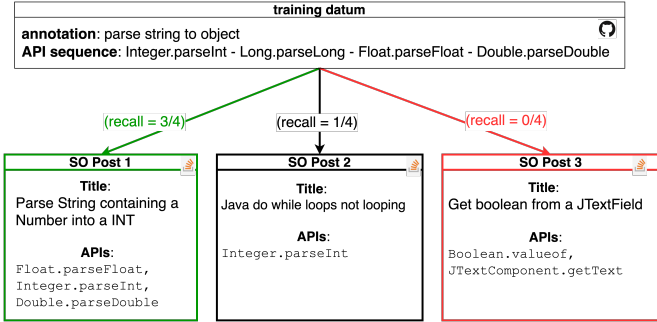 training datum
annotation: parse string to object
API sequence: Integer.parseInt - Long.parseLong - Float.parseFloat - Double.parseDouble
(recall = 3/4)
(recall = 1/4)
(recall = 0/4)
SO Post 1
Title:
Parse String containing a
Number into a INT
APIs:
Float.parseFloat,
Integer.parseInt,
Double.parseDouble
SO Post 2
Title:
Java do while loops not looping
APIs:
Integer.parseInt
SO Post 3
Title:
Get boolean from a JTextField
APIs:
Boolean.valueof,
JTextComponent.getText